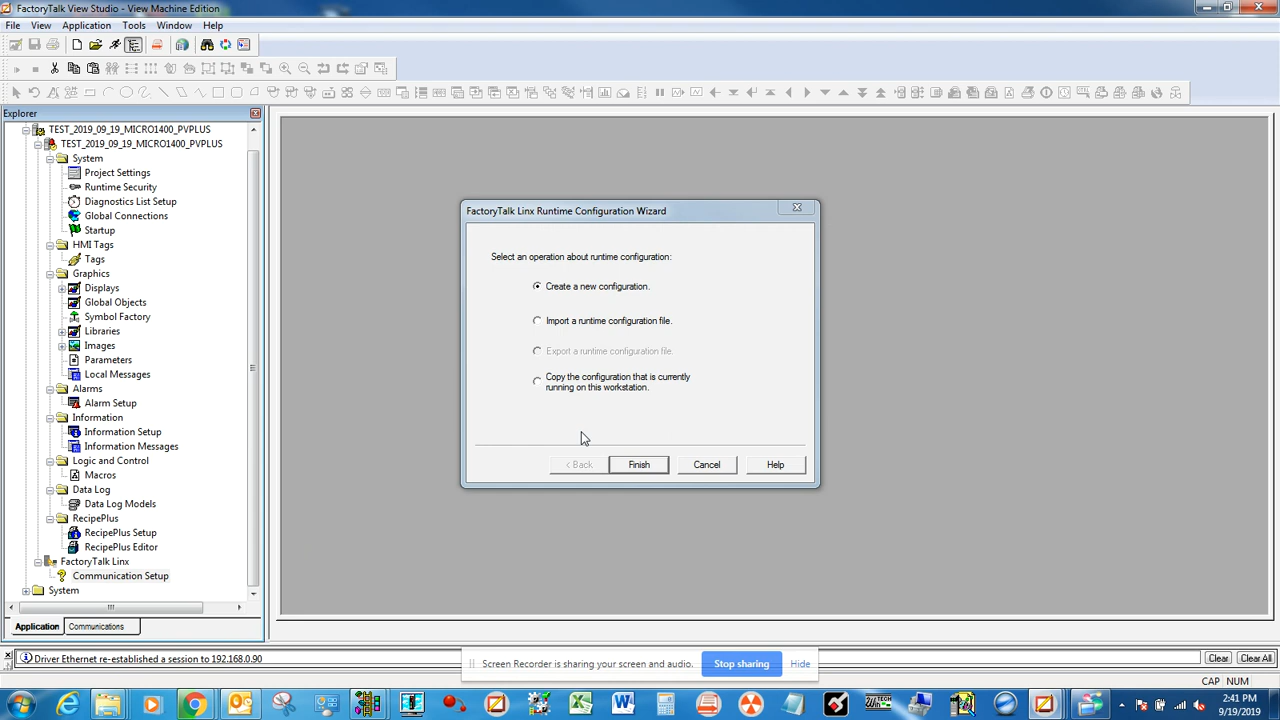 FactoryTalk View Studio - View Machine Edition
File View Application Tools Window Help
Explorer
TEST_2019_09_19_MICRO1400_PVPLUS
TEST_2019_09_19_MICRO1400_PVPLUS
System
Project Settings
Runtime Security
Diagnostics List Setup
Global Connections
Startup
HMI Tags
Tags
Graphics
Displays
Global Objects
Symbol Factory
Libraries
Images
Parameters
Local Messages
Alarms
Alarm Setup
Information
Information Setup
Information Messages
Logic and Control
Macros
Data Log
Data Log Models
RecipePlus
RecipePlus Setup
RecipePlus Editor
FactoryTalk Linx
Communication Setup
System
Application Communications
FactoryTalk Linx Runtime Configuration Wizard
Select an operation about runtime configuration:
Create a new configuration.
Import a runtime configuration file.
Export a runtime configuration file.
Copy the configuration that is currently
running on this workstation.
< Back Finish Cancel Help
Driver Ethernet re-established a session to 192.168.0.90
Clear Clear All
Screen Recorder is sharing your screen and audio. Stop sharing Hide
CAP NUM
2:41 PM
9/19/2019